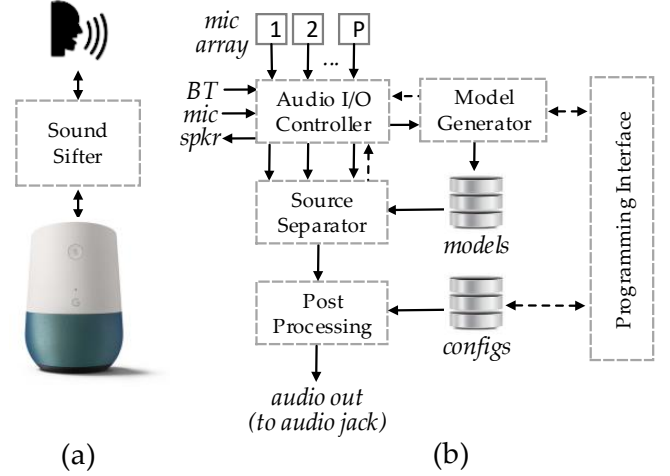 Sound
Sifter
G
(a)
mic
array
1
2
P
...
BT
mic
spkr
Audio I/O
Controller
Model
Generator
Source
Separator
models
Post
Processing
configs
Programming Interface
audio out
(to audio jack)
(b)